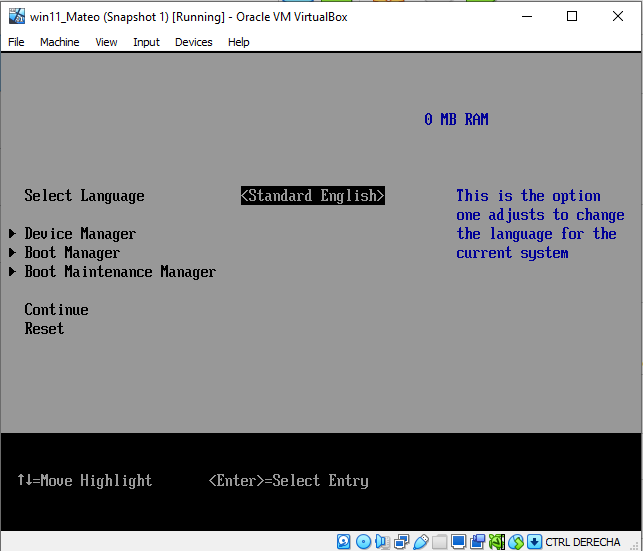 win11_Mateo (Snapshot 1) [Running] - Oracle VM VirtualBox
File Machine View Input Devices Help
0 MB RAM
Select Language <Standard English> This is the option
one adjusts to change
Device Manager the language for the
Boot Manager current system
Boot Maintenance Manager
Continue
Reset
↑↓=Move Highlight <Enter>=Select Entry
CTRL DERECHA